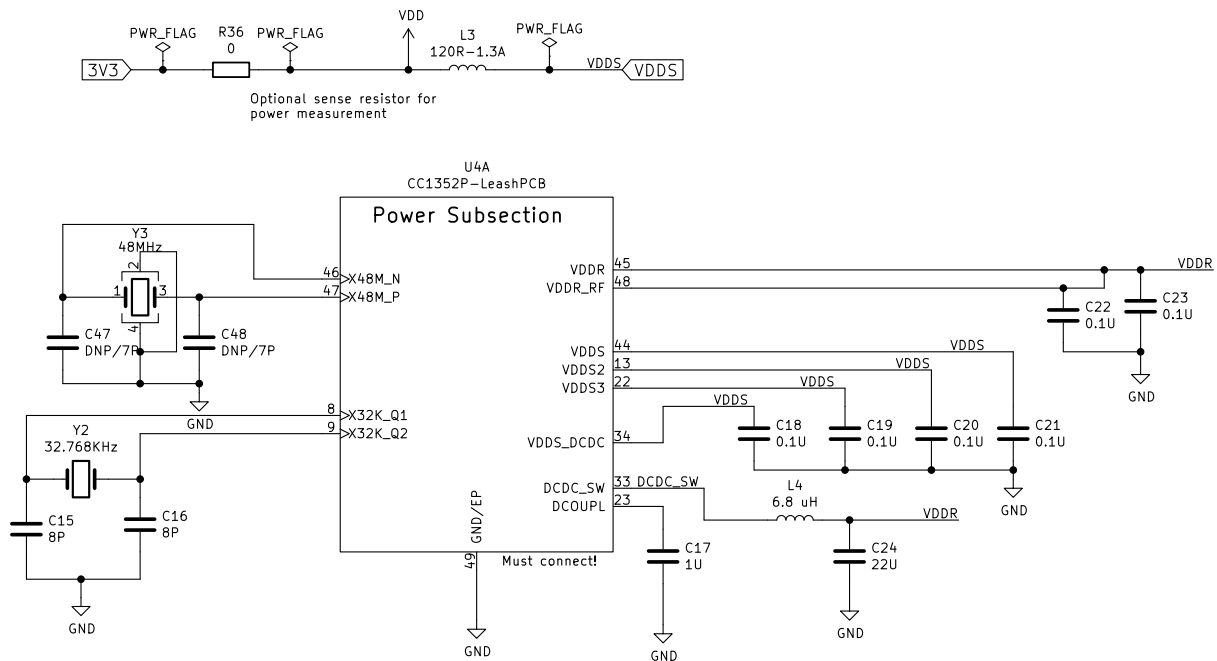 PWR_FLAG
R36
0
PWR_FLAG
VDD
L3
120R-1.3A
PWR_FLAG
3V3
VDDS
VDDS
Optional sense resistor for
power measurement
U4A
CC1352P-LeashPCB
Power Subsection
Y3
48MHz
2
1
3
4
C47
DNP/7P
C48
DNP/7P
GND
46
X48M_N
47
X48M_P
8
X32K_Q1
9
X32K_Q2
Y2
32.768KHz
C15
8P
C16
8P
GND
VDDR
45
VDDR
VDDR_RF
48
C22
0.1U
C23
0.1U
GND
VDDS
44
VDDS
VDDS2
13
VDDS
VDDS3
22
VDDS
VDDS
VDDS_DCDC
34
C18
0.1U
C19
0.1U
C20
0.1U
C21
0.1U
GND
DCDC_SW
33
DCDC_SW
DCOUPL
23
L4
6.8 uH
VDDR
C17
1U
GND
C24
22U
GND
GND/EP
49
Must connect!
GND